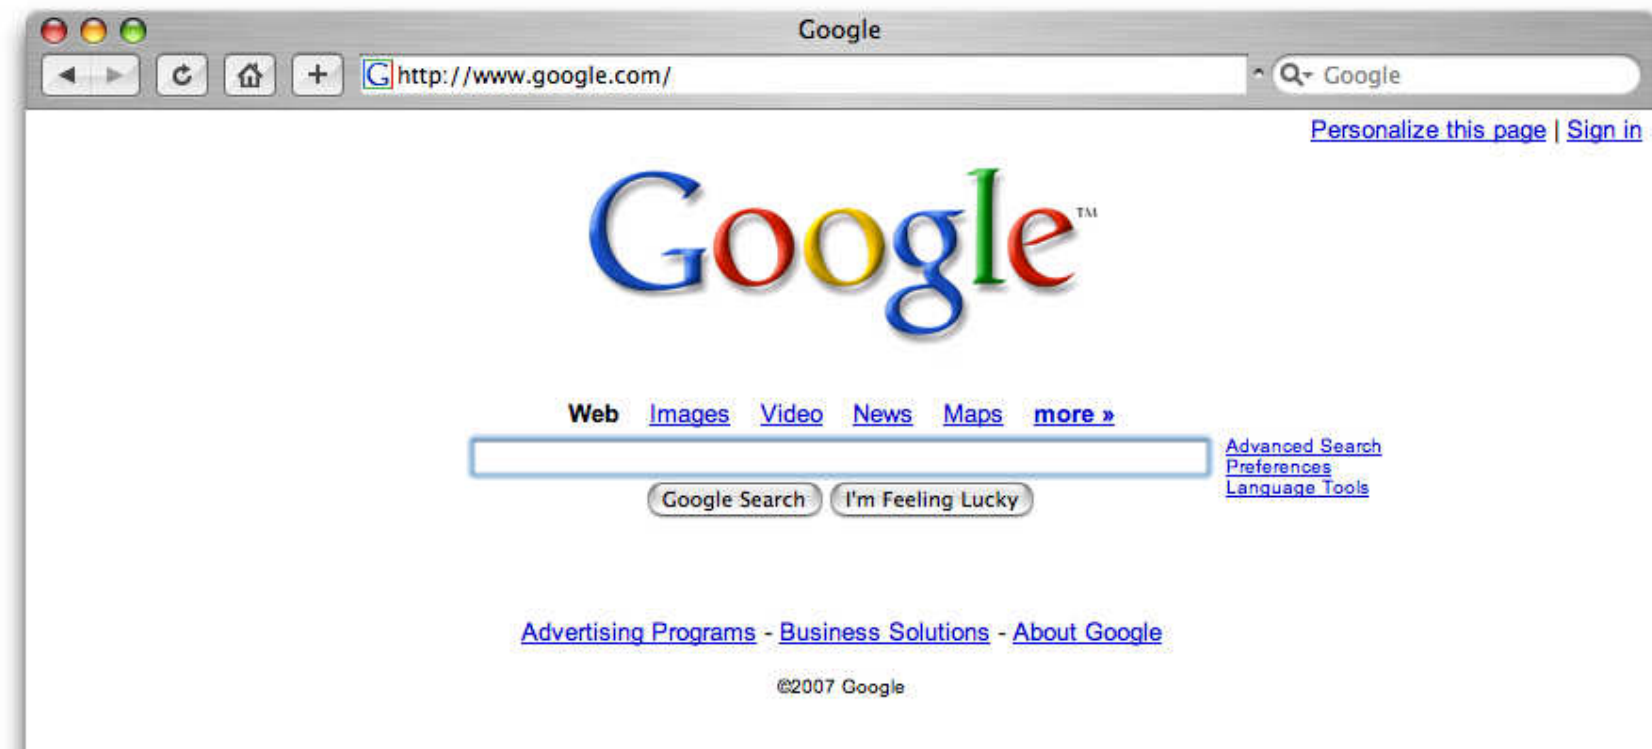 Google
G http://www.google.com/ Google
Personalize this page | Sign in
Google™
Web Images Video News Maps more »
Advanced Search
Preferences
Language Tools
Google Search I'm Feeling Lucky
Advertising Programs - Business Solutions - About Google
©2007 Google